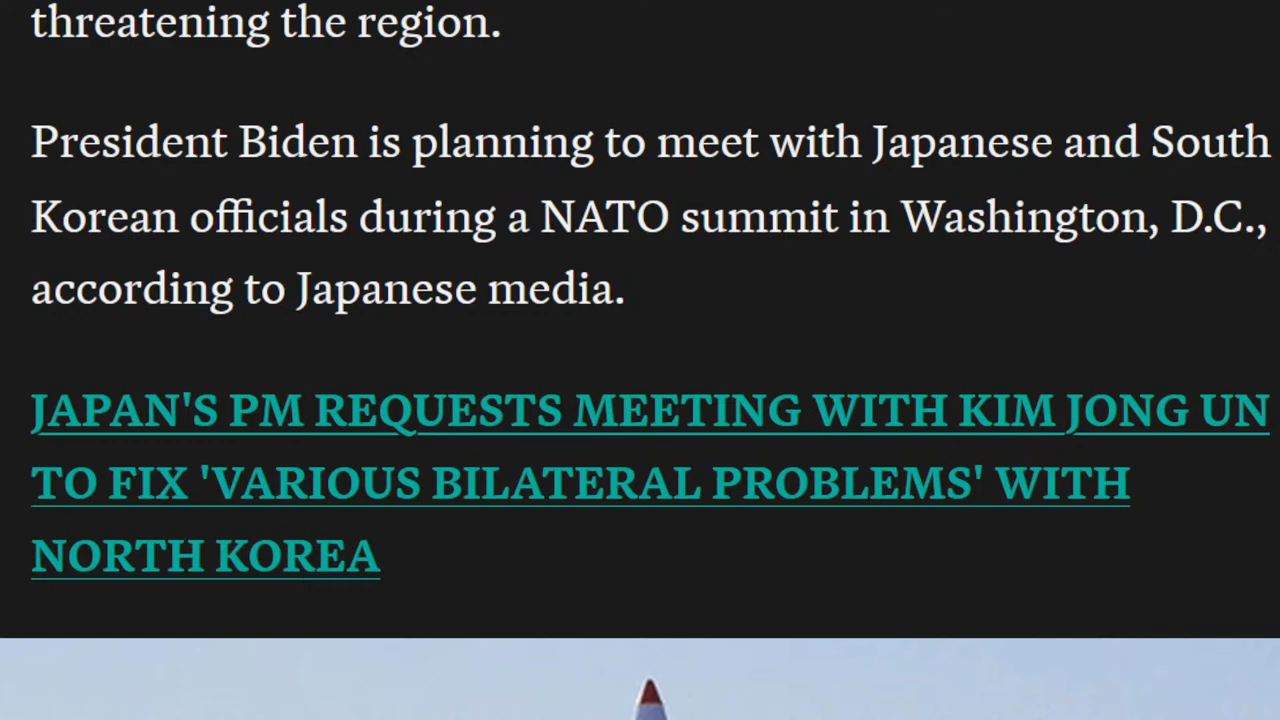 threatening the region.
President Biden is planning to meet with Japanese and South
Korean officials during a NATO summit in Washington, D.C.,
according to Japanese media.
JAPAN'S PM REQUESTS MEETING WITH KIM JONG UN
TO FIX 'VARIOUS BILATERAL PROBLEMS' WITH
NORTH KOREA